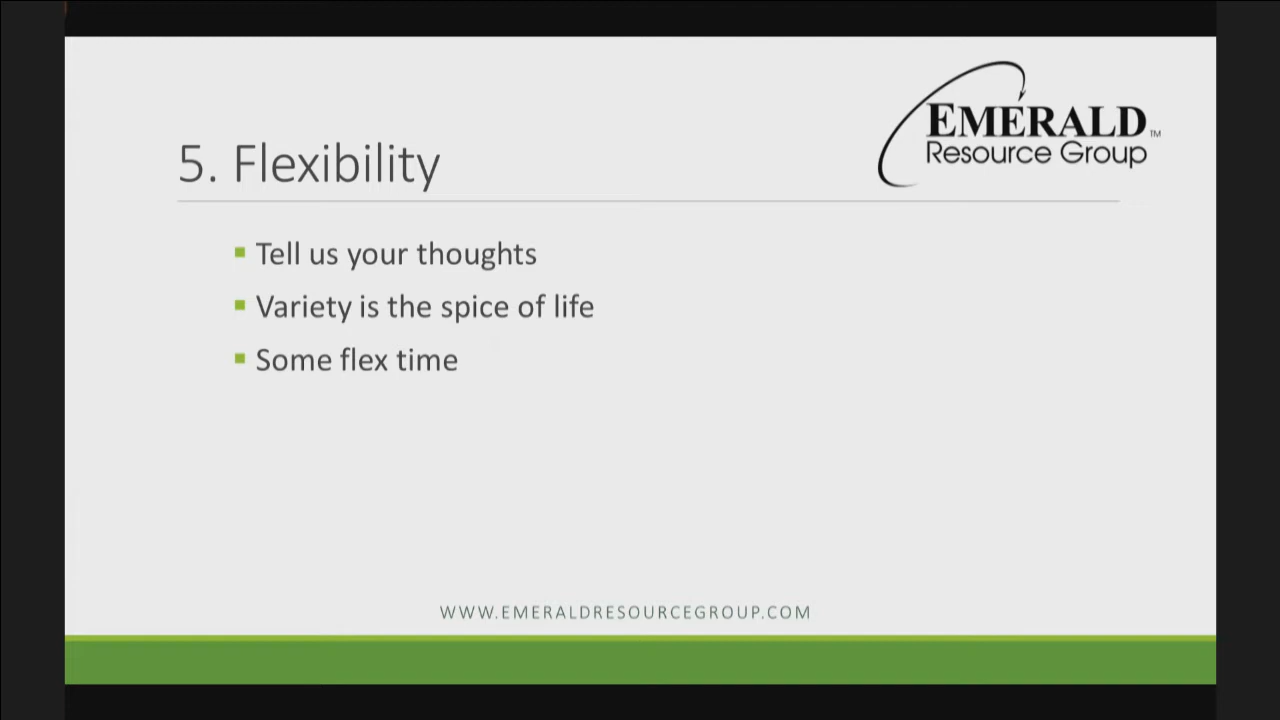 EMERALD TM
Resource Group
5. Flexibility
Tell us your thoughts
Variety is the spice of life
Some flex time
WWW.EMERALDRESOURCEGROUP.COM